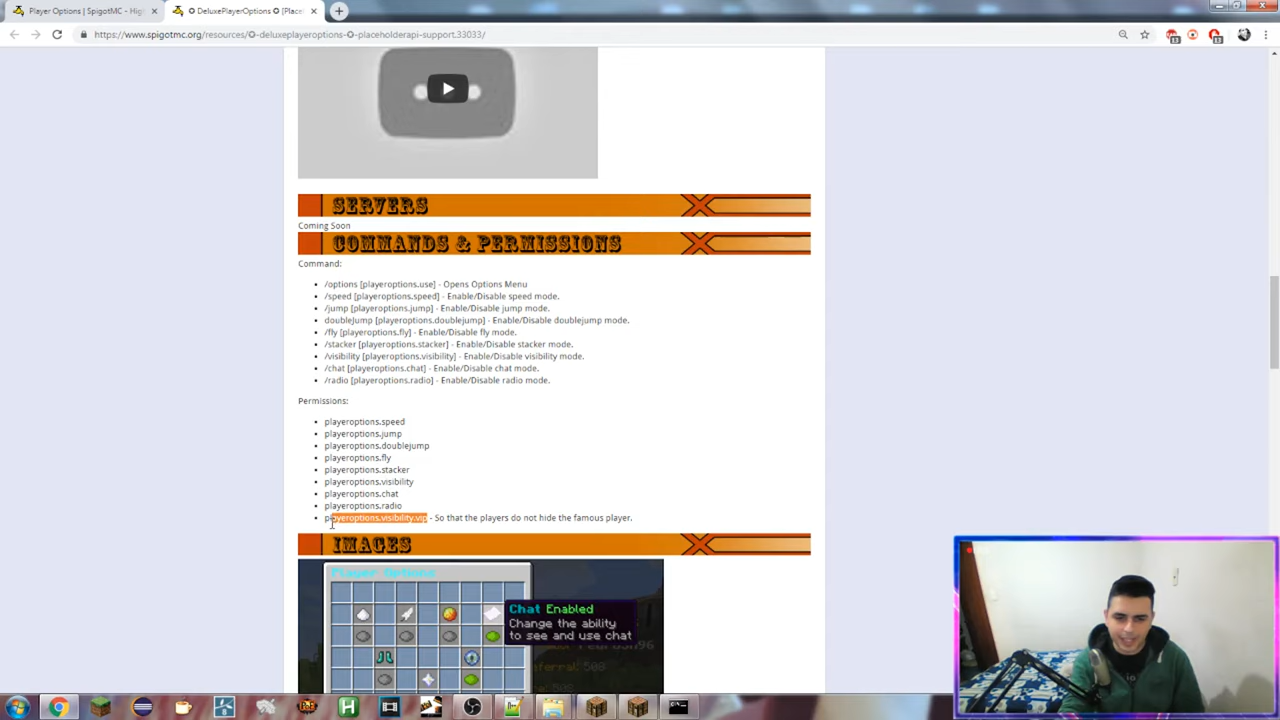 Player Options | SpigotMC - High
✪ DeluxePlayerOptions ✪ [Place
https://www.spigotmc.org/resources/✪-deluxeplayeroptions-✪-placeholderapi-support.33033/
SERVERS
Coming Soon
COMMANDS & PERMISSIONS
Command:
/options [playeroptions.use] - Opens Options Menu
/speed [playeroptions.speed] - Enable/Disable speed mode.
/jump [playeroptions.jump] - Enable/Disable jump mode.
doubleJump [playeroptions.doublejump] - Enable/Disable doublejump mode.
/fly [playeroptions.fly] - Enable/Disable fly mode.
/stacker [playeroptions.stacker] - Enable/Disable stacker mode.
/visibility [playeroptions.visibility] - Enable/Disable visibility mode.
/chat [playeroptions.chat] - Enable/Disable chat mode.
/radio [playeroptions.radio] - Enable/Disable radio mode.
Permissions:
playeroptions.speed
playeroptions.jump
playeroptions.doublejump
playeroptions.fly
playeroptions.stacker
playeroptions.visibility
playeroptions.chat
playeroptions.radio
playeroptions.visibility.vip - So that the players do not hide the famous player.
IMAGES
Player Options
Chat Enabled
Change the ability
to see and use chat